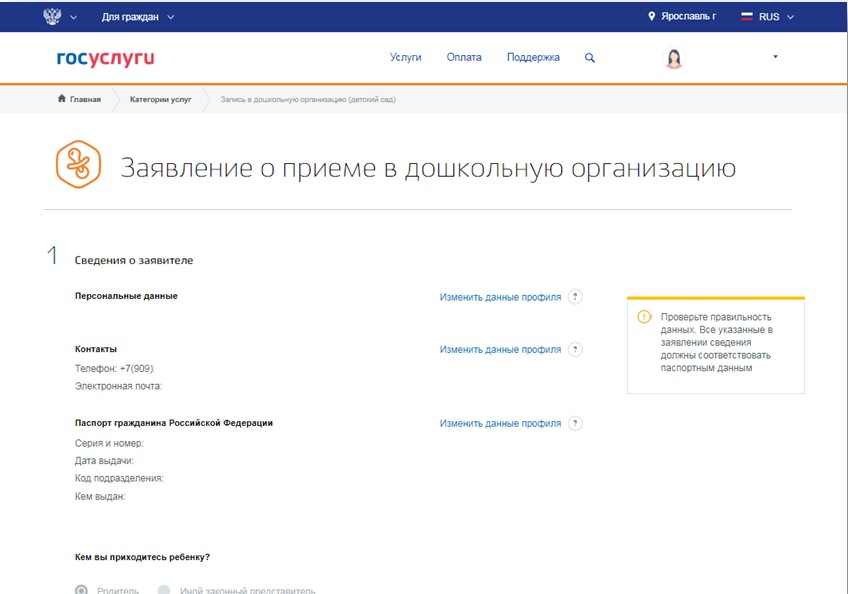 Для граждан
Ярославль г
RUS
госуслуги
Услуги
Оплата
Поддержка
Главная
Категории услуг
Запись в дошкольную организацию (детский сад)
Заявление о приеме в дошкольную организацию
1
Сведения о заявителе
Персональные данные
Изменить данные профиля ?
Проверьте правильность
данных. Все указанные в
заявлении сведения
должны соответствовать
паспортным данным
Контакты
Изменить данные профиля ?
Телефон: +7(909)
Электронная почта:
Паспорт гражданина Российской Федерации
Изменить данные профиля ?
Серия и номер:
Дата выдачи:
Код подразделения:
Кем выдан:
Кем вы приходитесь ребенку?
Родитель
Иной законный представитель